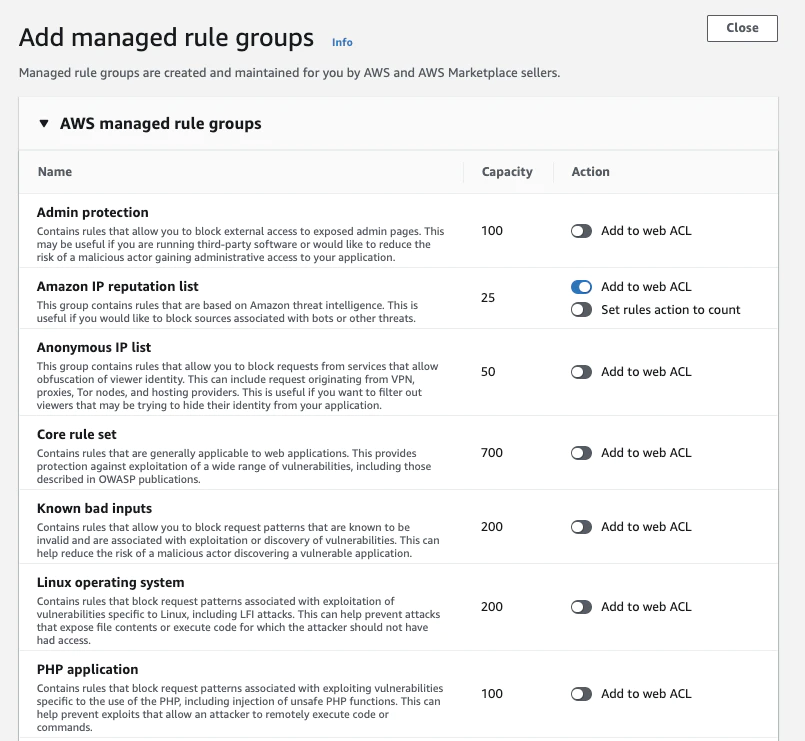 Add managed rule groups Info
Close
Managed rule groups are created and maintained for you by AWS and AWS Marketplace sellers.
AWS managed rule groups
Name Capacity Action
Admin protection
Contains rules that allow you to block external access to exposed admin pages. This
may be useful if you are running third-party software or would like to reduce the
risk of a malicious actor gaining administrative access to your application.
100
Add to web ACL
Amazon IP reputation list
This group contains rules that are based on Amazon threat intelligence. This is
useful if you would like to block sources associated with bots or other threats.
25
Add to web ACL
Set rules action to count
Anonymous IP list
This group contains rules that allow you to block requests from services that allow
obfuscation of viewer identity. This can include request originating from VPN,
proxies, Tor nodes, and hosting providers. This is useful if you want to filter out
viewers that may be trying to hide their identity from your application.
50
Add to web ACL
Core rule set
Contains rules that are generally applicable to web applications. This provides
protection against exploitation of a wide range of vulnerabilities, including those
described in OWASP publications.
700
Add to web ACL
Known bad inputs
Contains rules that allow you to block request patterns that are known to be
invalid and are associated with exploitation or discovery of vulnerabilities. This can
help reduce the risk of a malicious actor discovering a vulnerable application.
200
Add to web ACL
Linux operating system
Contains rules that block request patterns associated with exploitation of
vulnerabilities specific to Linux, including LFI attacks. This can help prevent attacks
that expose file contents or execute code for which the attacker should not have
had access.
200
Add to web ACL
PHP application
Contains rules that block request patterns associated with exploiting vulnerabilities
specific to the use of the PHP, including injection of unsafe PHP functions. This can
help prevent exploits that allow an attacker to remotely execute code or
commands.
100
Add to web ACL